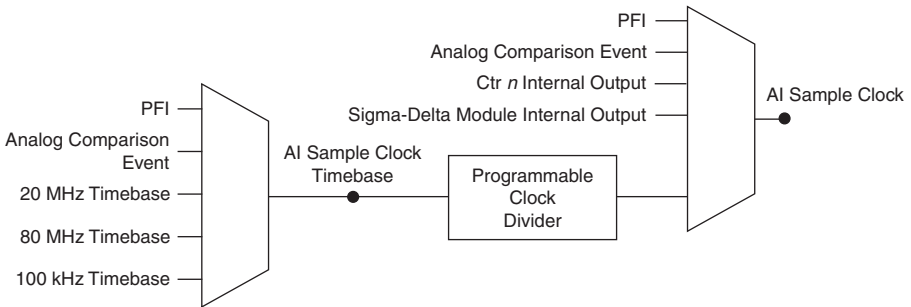 PFI
Analog Comparison Event
Ctr n Internal Output
Sigma-Delta Module Internal Output
AI Sample Clock
PFI
Analog Comparison
Event
20 MHz Timebase
80 MHz Timebase
100 kHz Timebase
AI Sample Clock
Timebase
Programmable
Clock
Divider